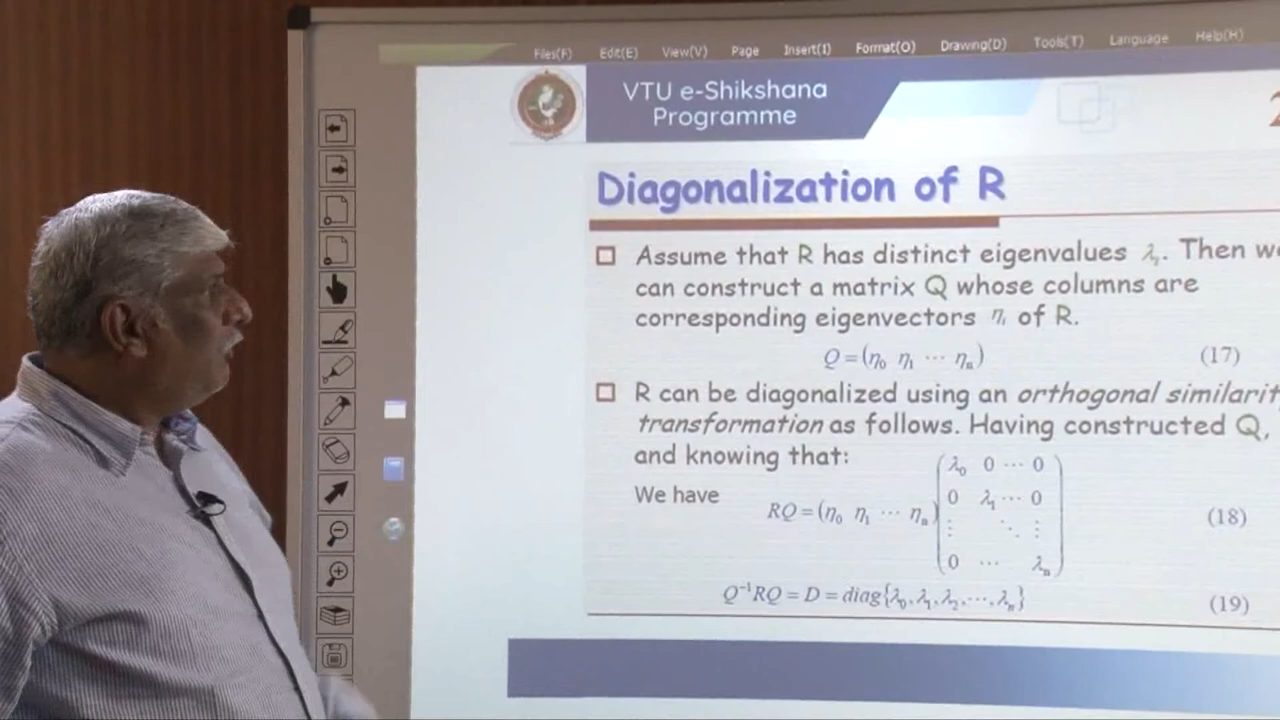 Files(F) Edit(E) View(V) Page Insert(I) Format(O) Drawing(D) Tools(T) Language Help(H)
VTU e-Shikshana
Programme
2
Diagonalization of R
Assume that R has distinct eigenvalues λᵢ. Then we
can construct a matrix Q whose columns are
corresponding eigenvectors ηᵢ of R.
Q = (η₀ η₁ ⋯ ηₙ) (17)
R can be diagonalized using an orthogonal similarit
transformation as follows. Having constructed Q,
and knowing that:
We have
RQ = (η₀ η₁ ⋯ ηₙ) (18)
λ₀ 0 ⋯ 0
0 λ₁ ⋯ 0
⋮ ⋱ ⋮
0 ⋯ λₙ
Q⁻¹RQ = D = diag{λ₀, λ₁, λ₂, ⋯, λₙ} (19)